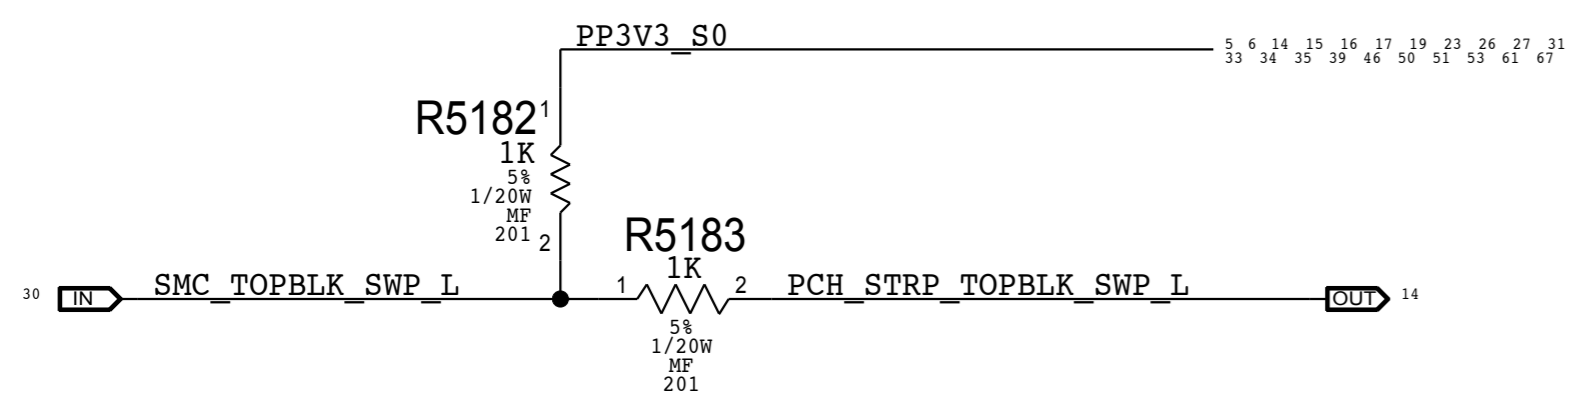 PP3V3_S0
5 6 14 15 16 17 19 23 26 27 31
33 34 35 39 46 50 51 53 61 67
R5182
1
1K
5%
1/20W
MF
201
2
R5183
1K
30 IN SMC_TOPBLK_SWP_L 1 2 PCH_STRP_TOPBLK_SWP_L OUT 14
5%
1/20W
MF
201